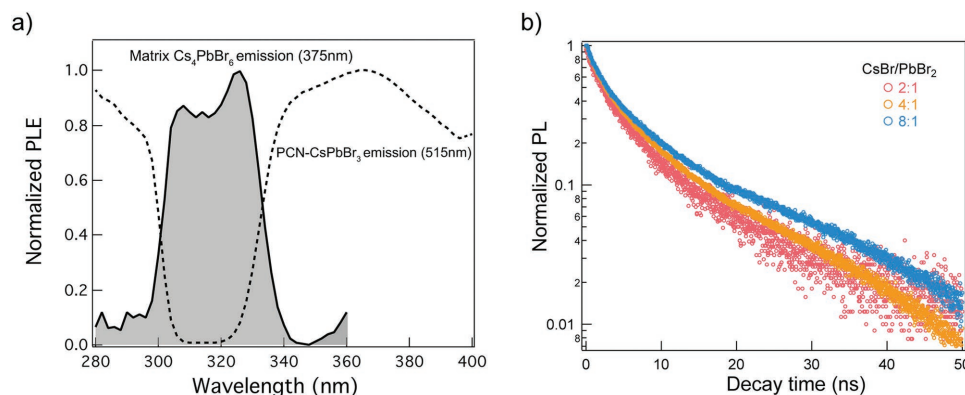 a)
Matrix Cs₄PbBr₆ emission (375nm)
PCN-CsPbBr₃ emission (515nm)
Normalized PLE
1.0
0.8
0.6
0.4
0.2
0.0
280 300 320 340 360 380 400
Wavelength (nm)
b)
CsBr/PbBr₂
2:1
4:1
8:1
Normalized PL
1
8
6
4
2
0.1
8
6
4
2
0.01
8
0 10 20 30 40 50
Decay time (ns)